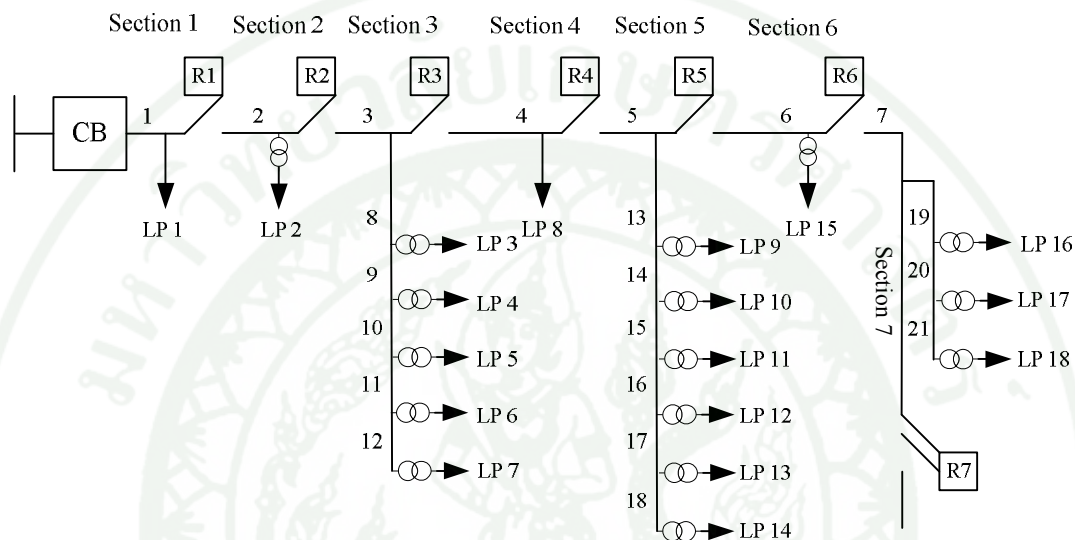 Section 1 Section 2 Section 3 Section 4 Section 5 Section 6
R1 R2 R3 R4 R5 R6
CB 1 2 3 4 5 6 7
LP 1 LP 2 LP 8 LP 15
8 LP 3
9 LP 4
10 LP 5
11 LP 6
12 LP 7
13 LP 9
14 LP 10
15 LP 11
16 LP 12
17 LP 13
18 LP 14
Section 7
19 LP 16
20 LP 17
21 LP 18
R7